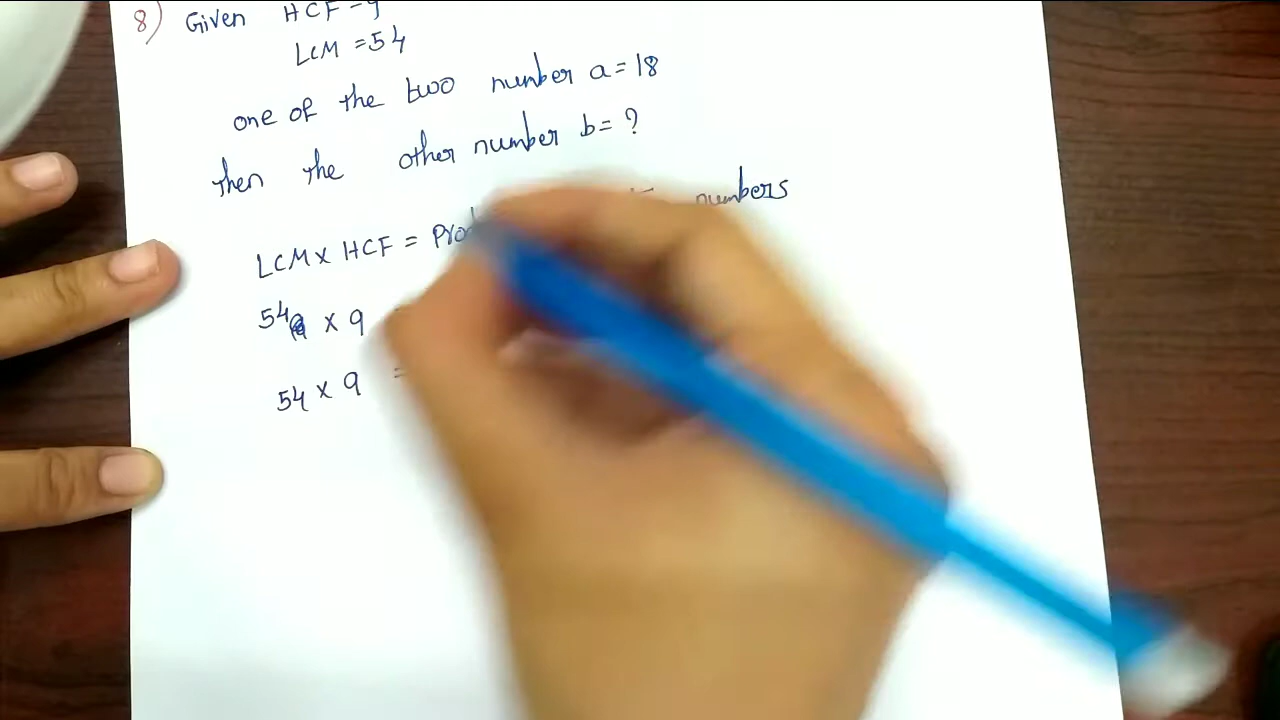 8) Given HCF = 9
LCM = 54
one of the two number a = 18
then the other number b = ?
LCM x HCF = numbers
54 x 9
54 x 9 =